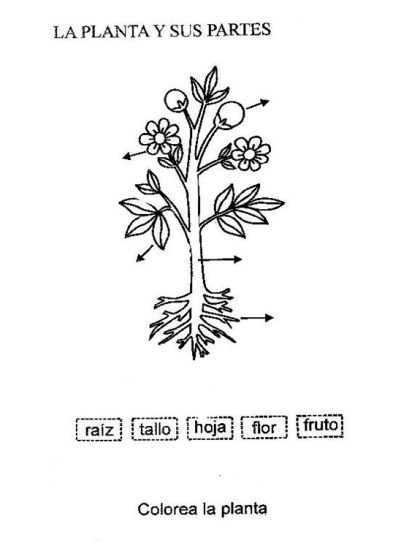 LA PLANTA Y SUS PARTES
raíz tallo hoja flor fruto
Colorea la planta